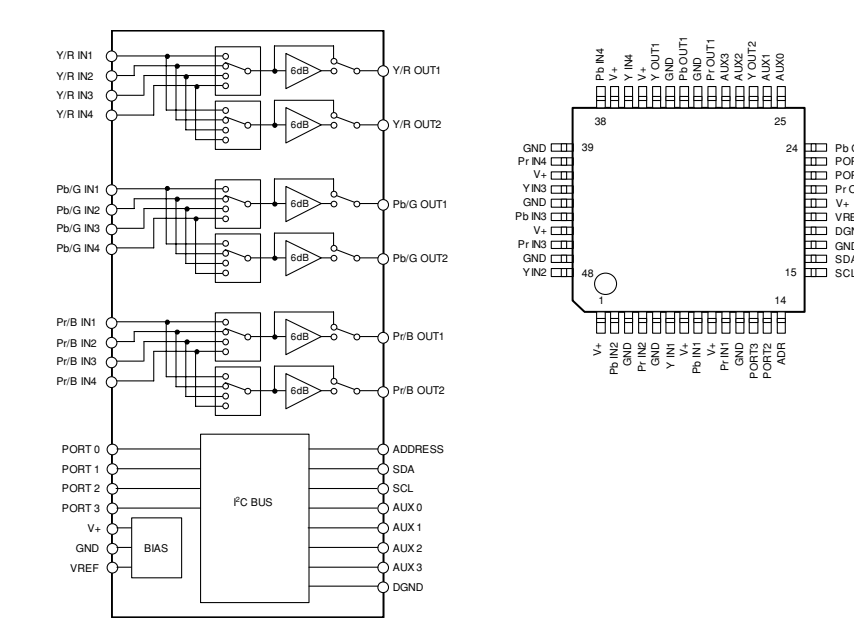 Y/R IN1
Y/R IN2
Y/R IN3
Y/R IN4
6dB
Y/R OUT1
6dB
Y/R OUT2
Pb/G IN1
Pb/G IN2
Pb/G IN3
Pb/G IN4
6dB
Pb/G OUT1
6dB
Pb/G OUT2
Pr/B IN1
Pr/B IN2
Pr/B IN3
Pr/B IN4
6dB
Pr/B OUT1
6dB
Pr/B OUT2
PORT 0
PORT 1
PORT 2
PORT 3
V+
GND
VREF
BIAS
I²C BUS
ADDRESS
SDA
SCL
AUX 0
AUX 1
AUX 2
AUX 3
DGND
Pb IN4
V+
Y IN4
V+
Y OUT1
GND
Pb OUT1
GND
Pr OUT1
AUX3
AUX2
Y OUT2
AUX1
AUX0
38
25
39
24
48
15
1
14
GND
Pr IN4
V+
Y IN3
GND
Pb IN3
V+
Pr IN3
GND
Y IN2
Pb
Pr
V+
GND
SDA
SCL
V+
Pb IN2
GND
Pr IN2
GND
Y IN1
V+
Pb IN1
V+
Pr IN1
GND
PORT3
PORT2
ADR